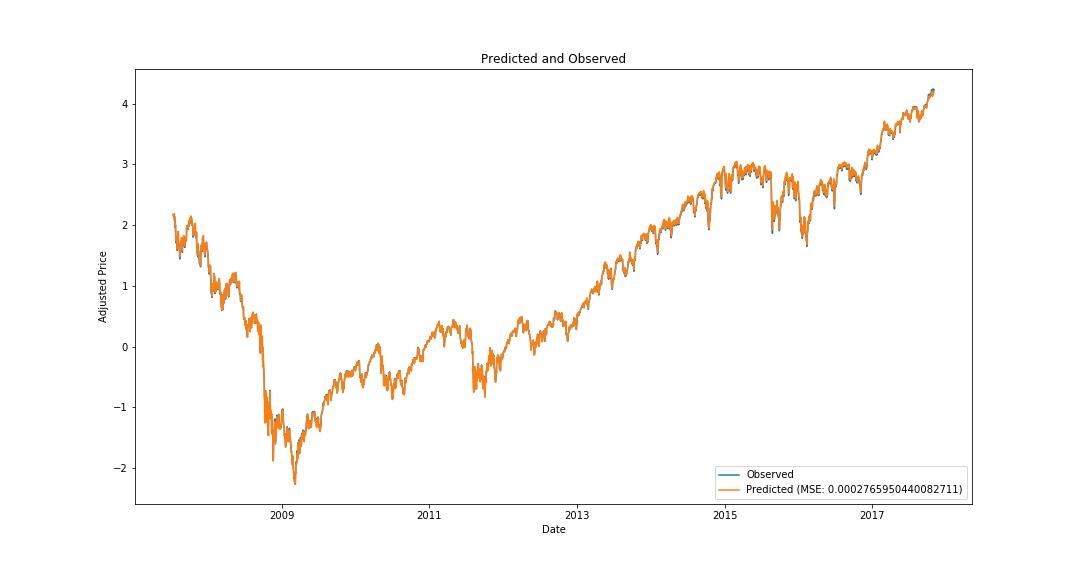 Predicted and Observed
4
3
2
1
0
−1
−2
Adjusted Price
2009 2011 2013 2015 2017
Date
Observed
Predicted (MSE: 0.0002765950440082711)